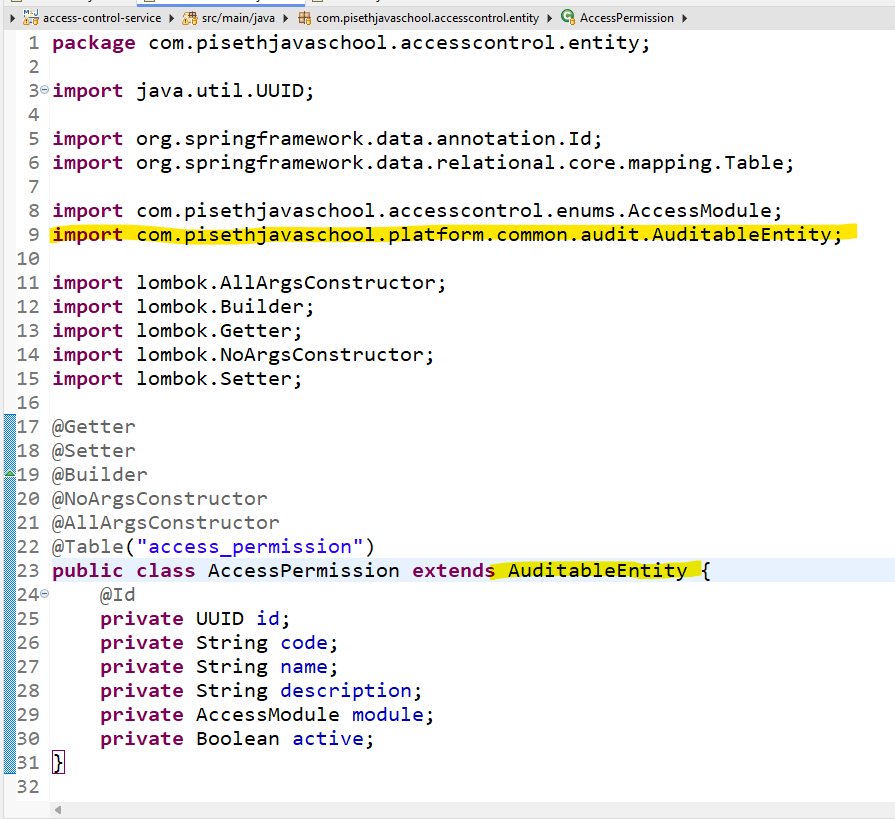 access-control-service src/main/java com.pisethjavaschool.accesscontrol.entity AccessPermission
1 package com.pisethjavaschool.accesscontrol.entity;
2
3 import java.util.UUID;
4
5 import org.springframework.data.annotation.Id;
6 import org.springframework.data.relational.core.mapping.Table;
7
8 import com.pisethjavaschool.accesscontrol.enums.AccessModule;
9 import com.pisethjavaschool.platform.common.audit.AuditableEntity;
10
11 import lombok.AllArgsConstructor;
12 import lombok.Builder;
13 import lombok.Getter;
14 import lombok.NoArgsConstructor;
15 import lombok.Setter;
16
17 @Getter
18 @Setter
19 @Builder
20 @NoArgsConstructor
21 @AllArgsConstructor
22 @Table("access_permission")
23 public class AccessPermission extends AuditableEntity {
24 @Id
25 private UUID id;
26 private String code;
27 private String name;
28 private String description;
29 private AccessModule module;
30 private Boolean active;
31 }
32